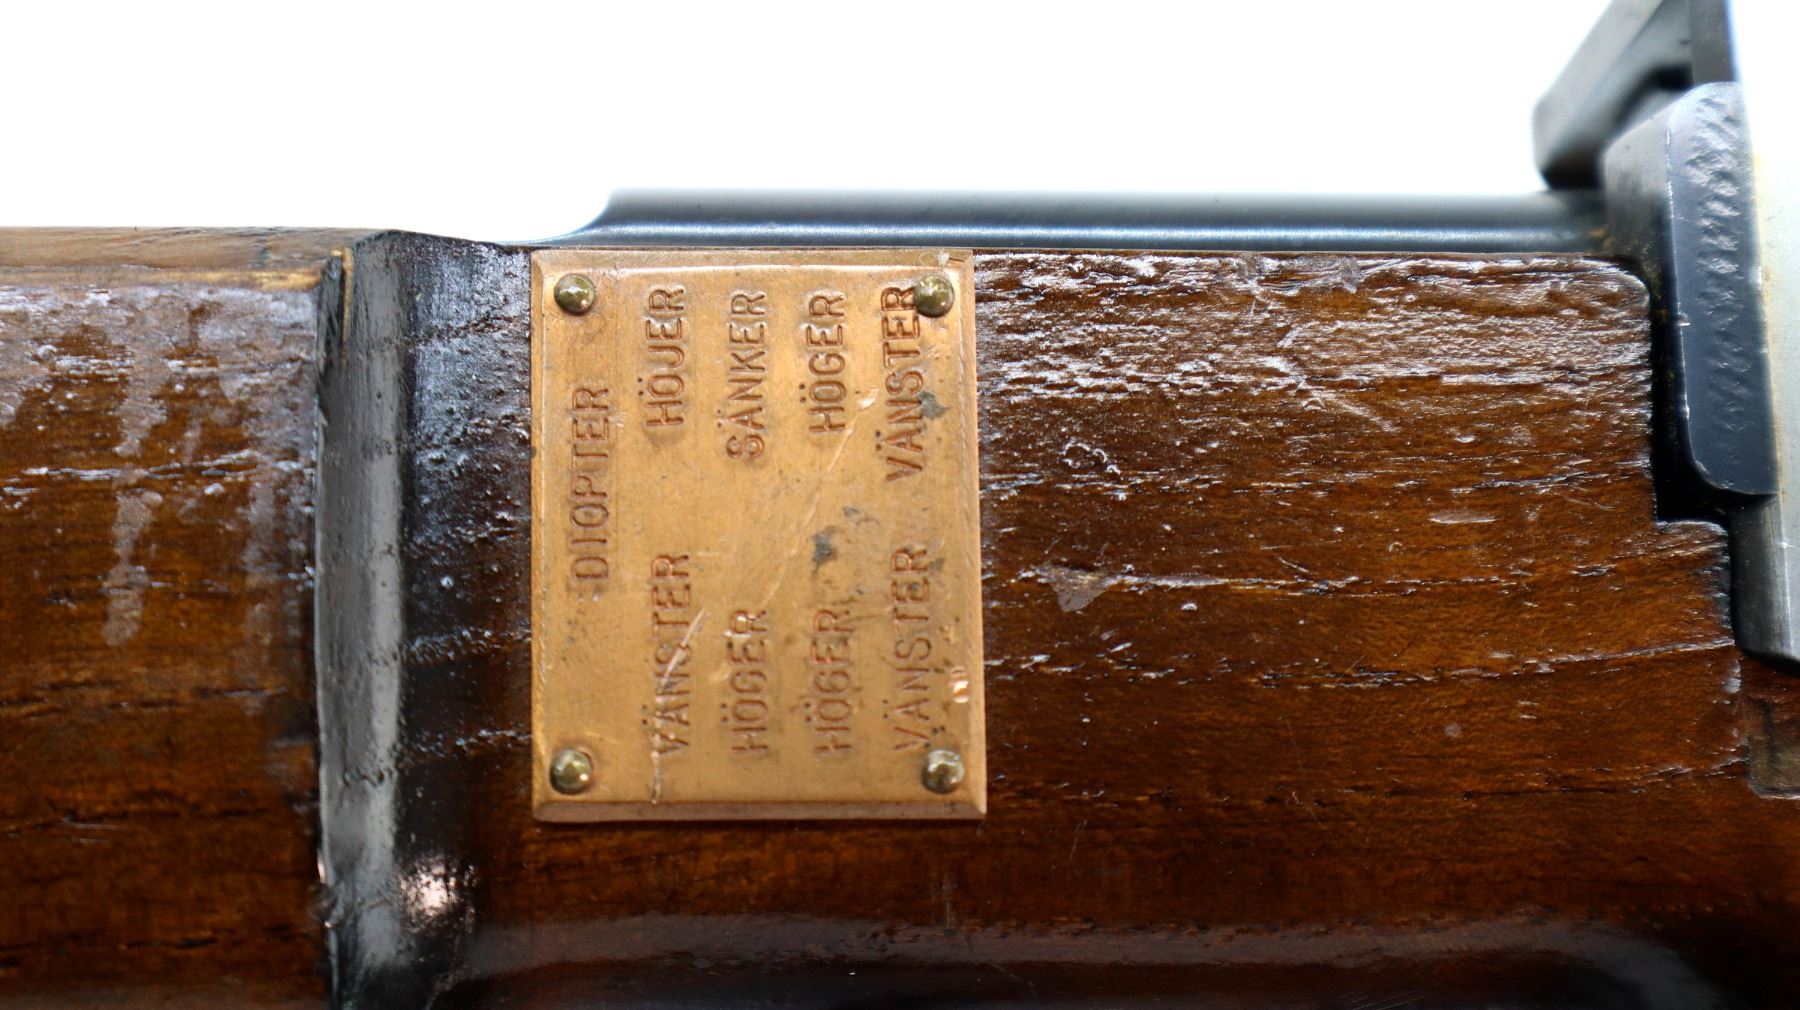 DIOPTER
VÄNSTER HÖJER
HÖGER SÄNKER
HÖGER HÖGER
VÄNSTER VÄNSTER